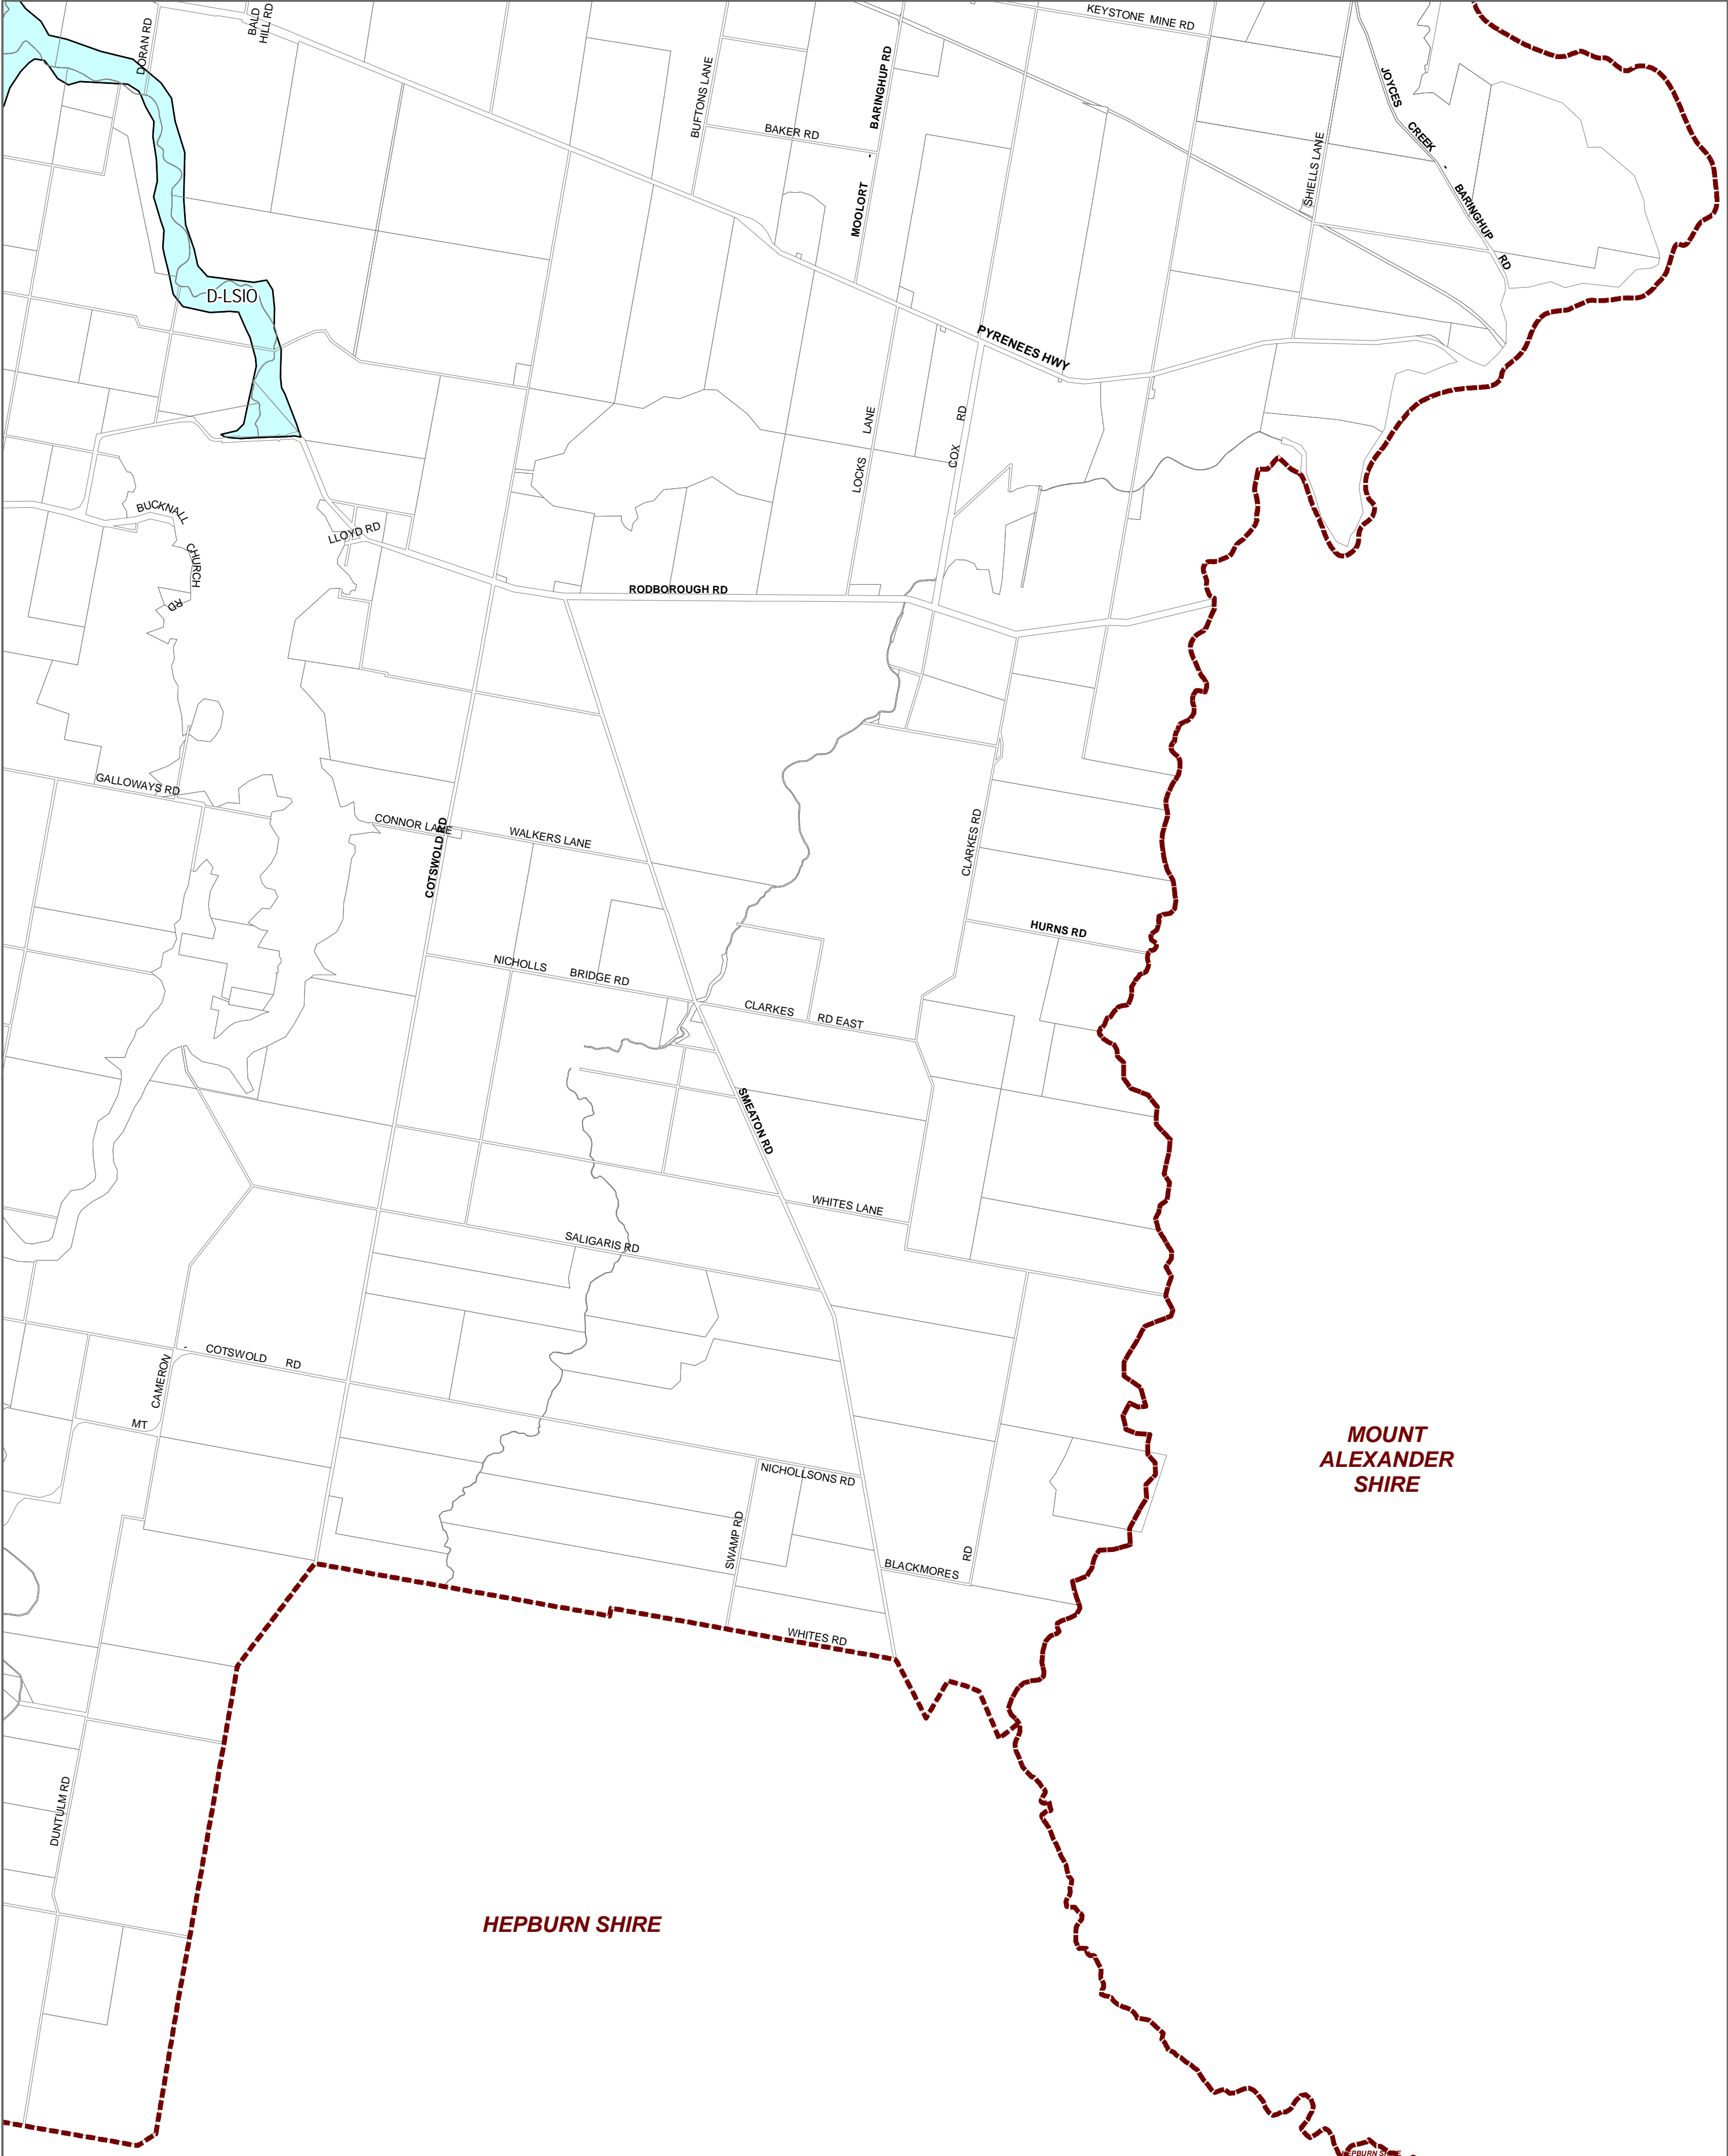 DORAN RD
BALD
HILL RD
KEYSTONE MINE RD
BUFTONS LANE
MOOLORT - BARINGHUP RD
BAKER RD
SHIELLS LANE
JOYCES CREEK - BARINGHUP RD
D-LSIO
PYRENEES HWY
LOCKS LANE
COX RD
BUCKNALL CHURCH RD
LLOYD RD
RODBOROUGH RD
GALLOWAYS RD
CONNOR LANE
COTSWOLD RD
WALKERS LANE
CLARKES RD
HURNS RD
NICHOLLS BRIDGE RD
CLARKES RD EAST
SMEATON RD
WHITES LANE
SALIGARIS RD
MT CAMERON - COTSWOLD RD
MOUNT
ALEXANDER
SHIRE
NICHOLLSONS RD
SWAMP RD
BLACKMORES RD
WHITES RD
DUNTULM RD
HEPBURN SHIRE
HEPBURN SHIRE